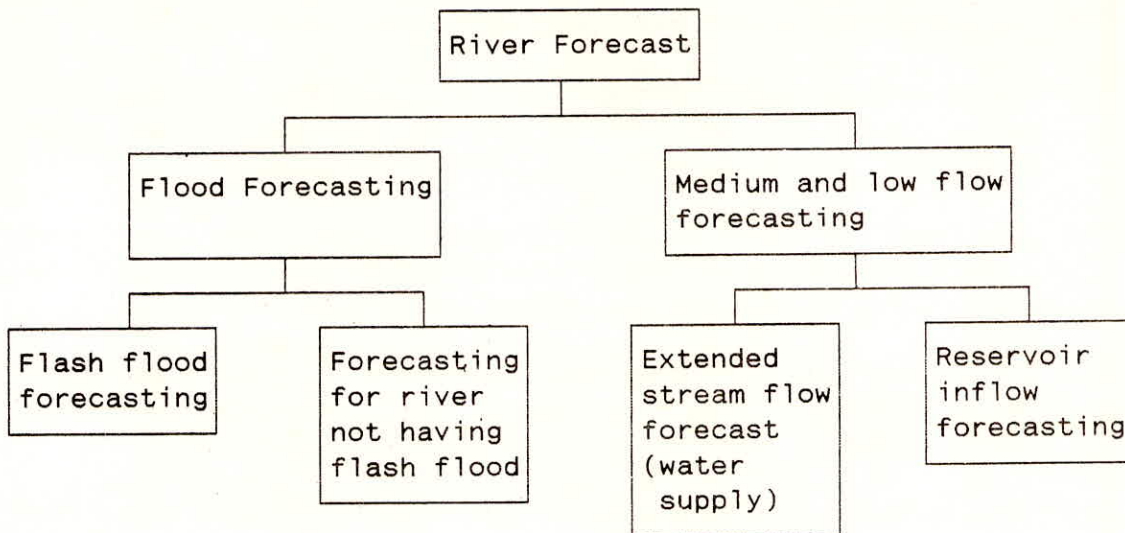 River Forecast
Flood Forecasting
Medium and low flow
forecasting
Flash flood
forecasting
Forecasting
for river
not having
flash flood
Extended
stream flow
forecast
(water
supply)
Reservoir
inflow
forecasting